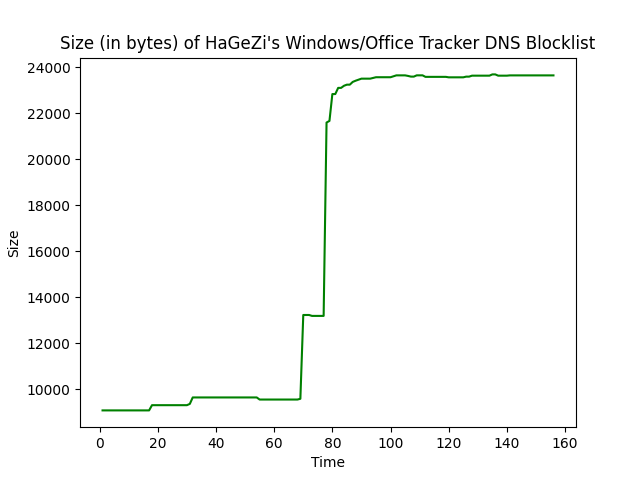 Size (in bytes) of HaGeZi's Windows/Office Tracker DNS Blocklist
24000
22000
20000
18000
16000
14000
12000
10000
Size
0 20 40 60 80 100 120 140 160
Time